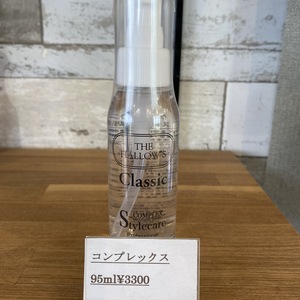 THE
HALLOWS
Classic
COMPLEX
Stylecare
コンプレックス
95ml¥3300